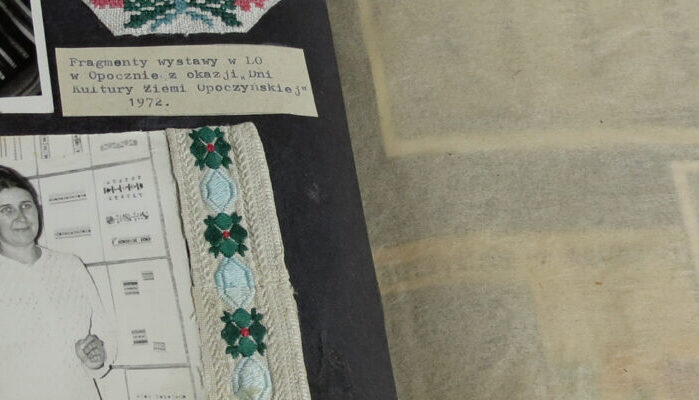 Fragmenty wystawy w LO
w Opocznie z okazji„Dni
Kultury Ziemi Opoczyńskiej"
1972.